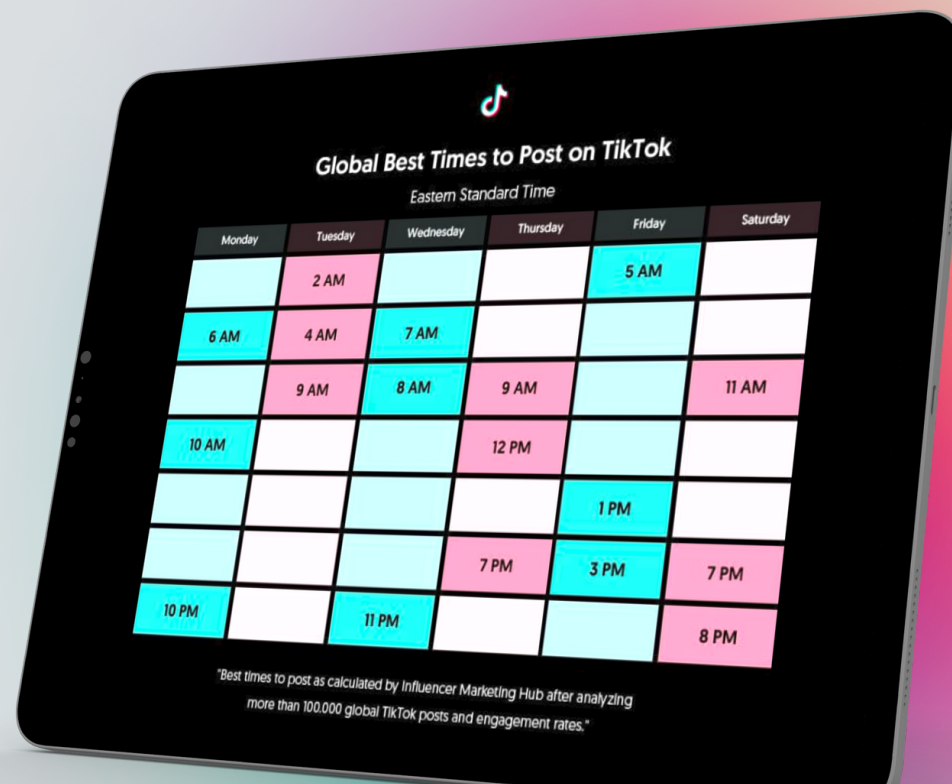 Global Best Times to Post on TikTok
Eastern Standard Time
Monday Tuesday Wednesday Thursday Friday Saturday
2 AM 5 AM
6 AM 4 AM 7 AM
9 AM 8 AM 9 AM 11 AM
10 AM 12 PM
1 PM
7 PM 3 PM 7 PM
10 PM 11 PM 8 PM
"Best times to post as calculated by Influencer Marketing Hub after analyzing
more than 100.000 global TikTok posts and engagement rates."